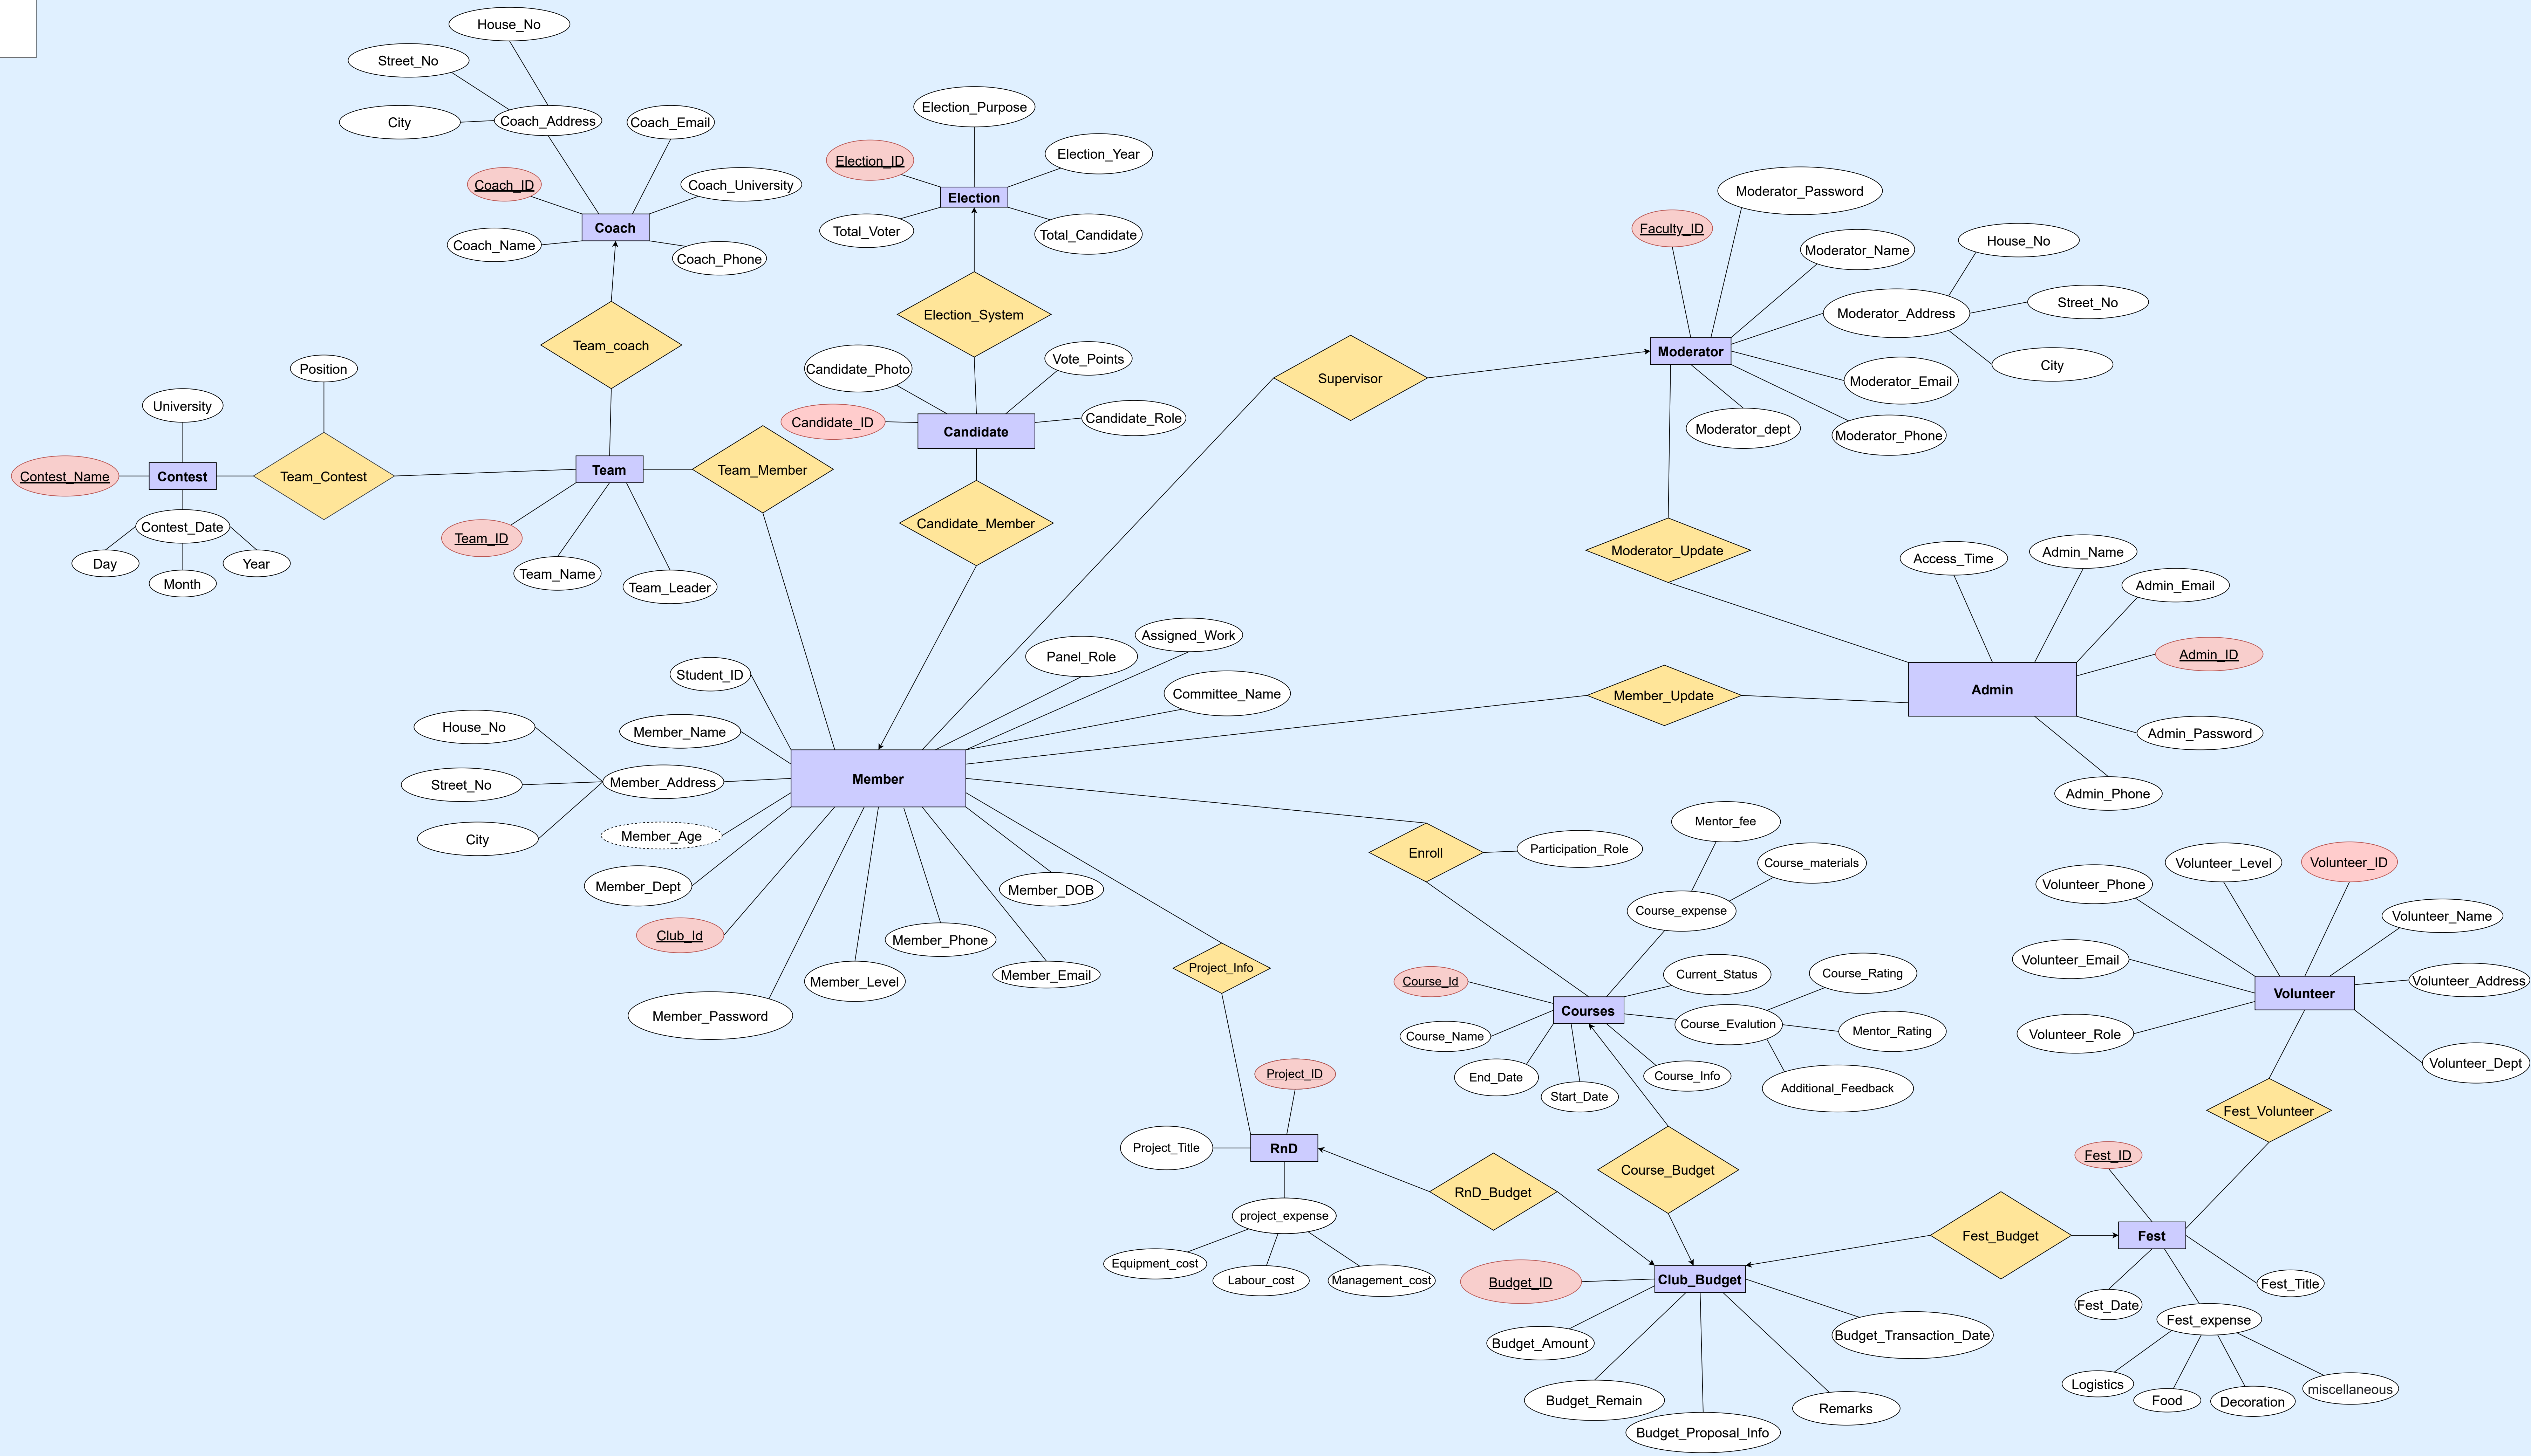 House_No
Street_No
City
Coach_Address
Coach_Email
Coach_ID
Coach_University
Coach
Coach_Name
Coach_Phone
Team_coach
Election_Purpose
Election_ID
Election_Year
Election
Total_Voter
Total_Candidate
Election_System
Candidate_Photo
Vote_Points
Candidate_ID
Candidate_Role
Candidate
Candidate_Member
Position
University
Contest_Name
Contest
Team_Contest
Contest_Date
Day
Month
Year
Team
Team_Member
Team_ID
Team_Name
Team_Leader
Supervisor
Moderator_Password
Faculty_ID
Moderator_Name
House_No
Moderator_Address
Street_No
Moderator
City
Moderator_Email
Moderator_dept
Moderator_Phone
Moderator_Update
Access_Time
Admin_Name
Admin_Email
Admin_ID
Admin
Admin_Password
Admin_Phone
Member_Update
Assigned_Work
Panel_Role
Committee_Name
Student_ID
House_No
Member_Name
Street_No
Member_Address
Member
City
Member_Age
Member_Dept
Club_Id
Member_Password
Member_Level
Member_Phone
Member_Email
Member_DOB
Enroll
Participation_Role
Mentor_fee
Course_materials
Course_expense
Course_Id
Current_Status
Course_Rating
Courses
Course_Evalution
Mentor_Rating
Course_Name
End_Date
Start_Date
Course_Info
Additional_Feedback
Project_Info
Project_ID
Project_Title
RnD
project_expense
Equipment_cost
Labour_cost
Management_cost
RnD_Budget
Course_Budget
Volunteer_Level
Volunteer_ID
Volunteer_Phone
Volunteer_Name
Volunteer_Email
Volunteer_Address
Volunteer
Volunteer_Role
Volunteer_Dept
Fest_Volunteer
Fest_ID
Fest_Budget
Fest
Fest_Title
Fest_Date
Fest_expense
Logistics
Food
Decoration
miscellaneous
Budget_ID
Club_Budget
Budget_Amount
Budget_Transaction_Date
Budget_Remain
Remarks
Budget_Proposal_Info